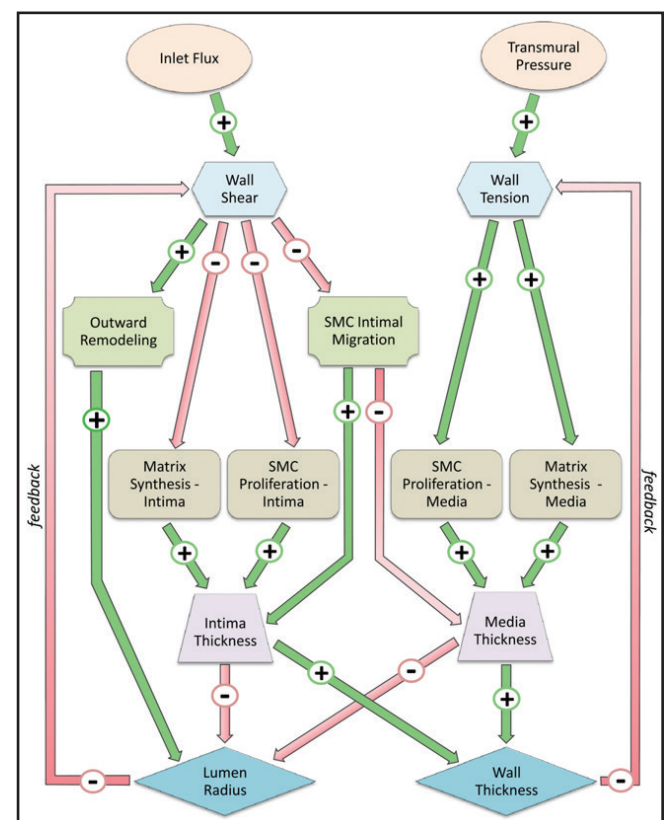 Inlet Flux
Transmural
Pressure
+
+
Wall
Shear
Wall
Tension
+
-
-
-
+
+
Outward
Remodeling
SMC Intimal
Migration
+
+
-
feedback
feedback
Matrix
Synthesis -
Intima
SMC
Proliferation -
Intima
SMC
Proliferation -
Media
Matrix
Synthesis -
Media
+
+
+
+
Intima
Thickness
Media
Thickness
-
+
-
+
-
Lumen
Radius
Wall
Thickness
-